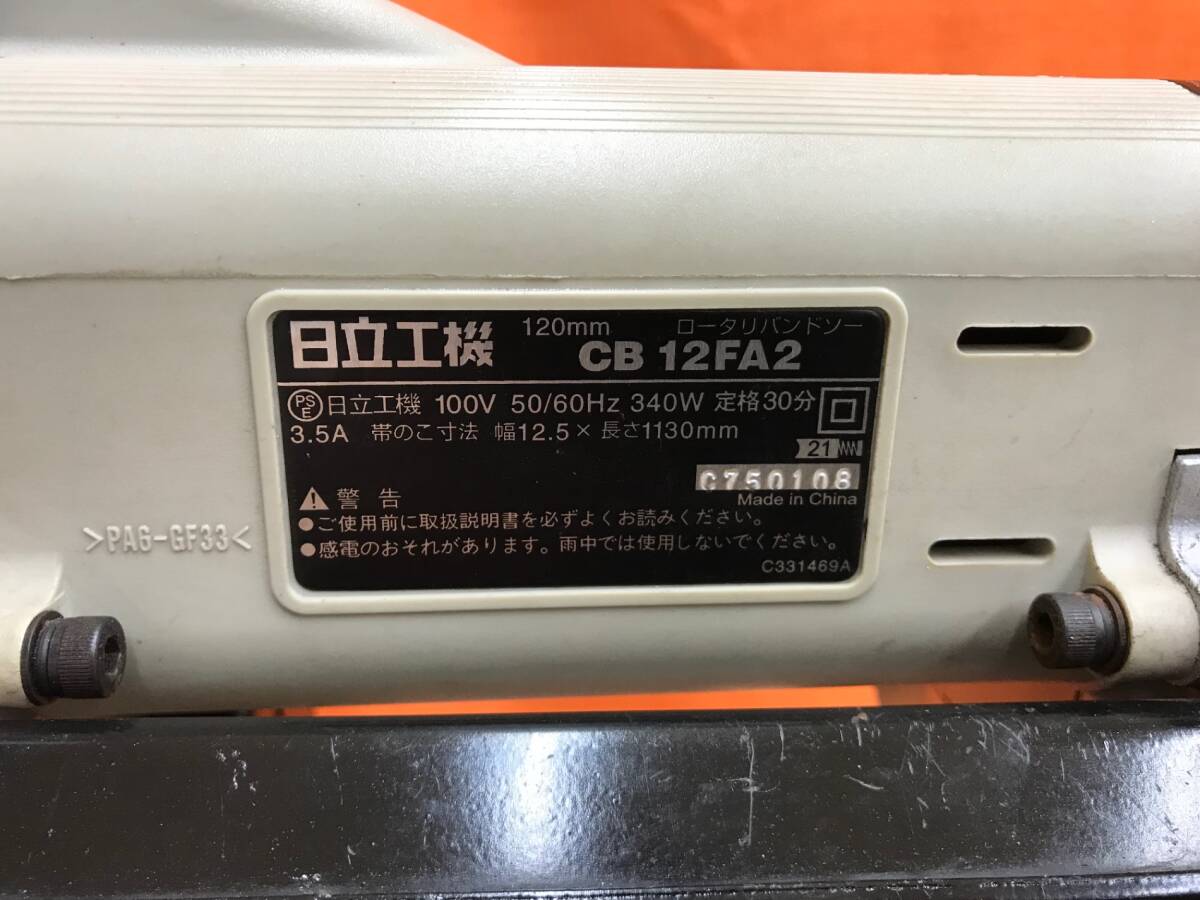 日立工機 120mm ロータリバンドソー
CB 12FA2
PSE 日立工機 100V 50/60Hz 340W 定格30分
3.5A 帯のこ寸法 幅12.5×長さ1130mm
21
C750108
Made in China
警告
●ご使用前に取扱説明書を必ずよくお読みください。
●感電のおそれがあります。雨中では使用しないでください。
C331469A
>PA6-GF33<